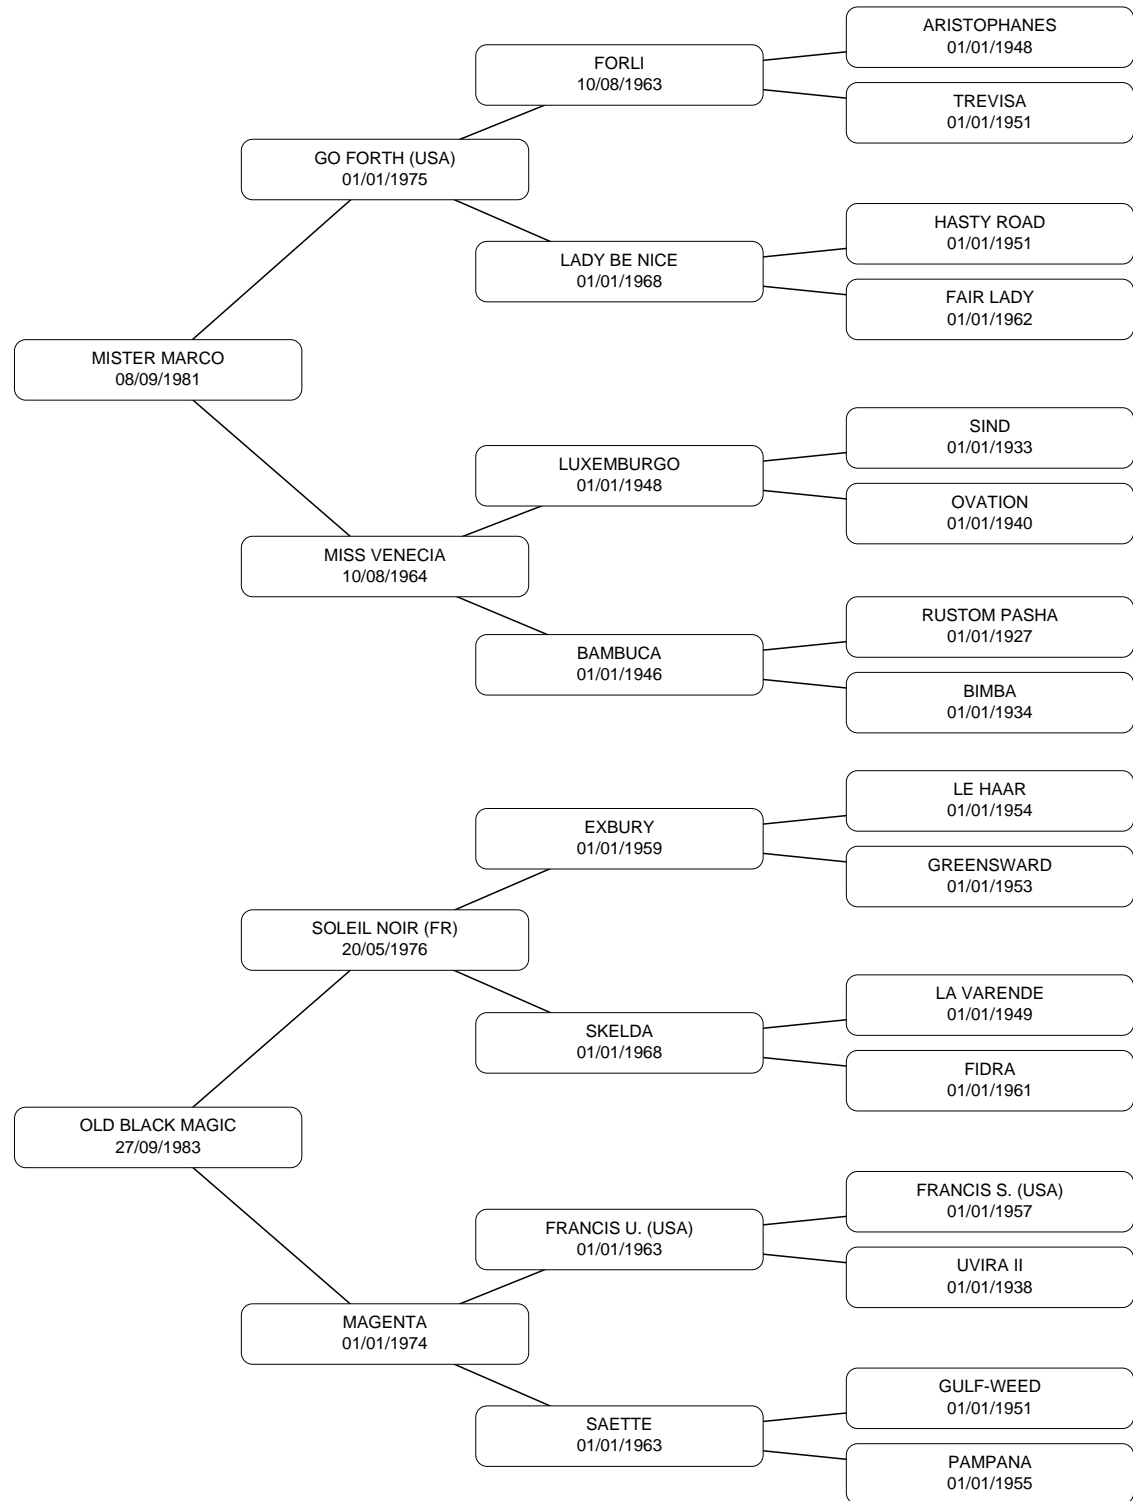 ARISTOPHANES
01/01/1948
FORLI
10/08/1963
TREVISA
01/01/1951
GO FORTH (USA)
01/01/1975
HASTY ROAD
01/01/1951
LADY BE NICE
01/01/1968
FAIR LADY
01/01/1962
MISTER MARCO
08/09/1981
SIND
01/01/1933
LUXEMBURGO
01/01/1948
OVATION
01/01/1940
MISS VENECIA
10/08/1964
RUSTOM PASHA
01/01/1927
BAMBUCA
01/01/1946
BIMBA
01/01/1934
LE HAAR
01/01/1954
EXBURY
01/01/1959
GREENSWARD
01/01/1953
SOLEIL NOIR (FR)
20/05/1976
LA VARENDE
01/01/1949
SKELDA
01/01/1968
FIDRA
01/01/1961
OLD BLACK MAGIC
27/09/1983
FRANCIS S. (USA)
01/01/1957
FRANCIS U. (USA)
01/01/1963
UVIRA II
01/01/1938
MAGENTA
01/01/1974
GULF-WEED
01/01/1951
SAETTE
01/01/1963
PAMPANA
01/01/1955